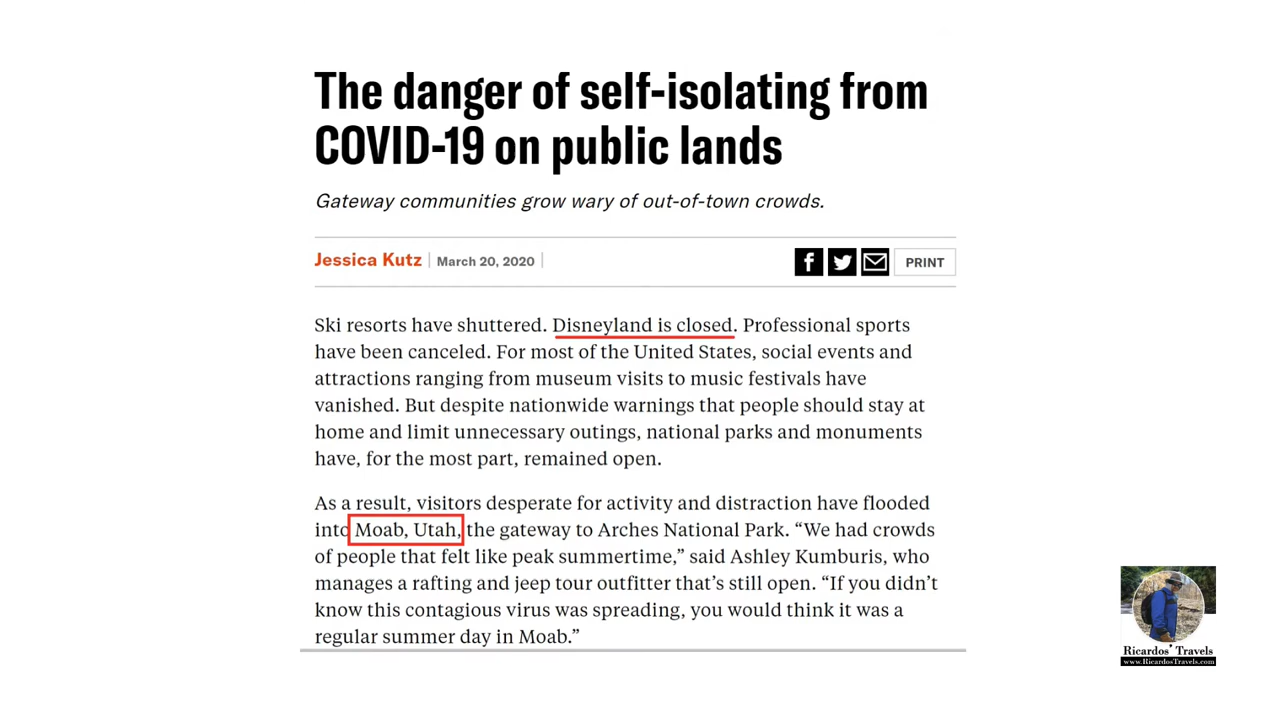 The danger of self-isolating from
COVID-19 on public lands
Gateway communities grow wary of out-of-town crowds.
Jessica Kutz | March 20, 2020 |
PRINT
Ski resorts have shuttered. Disneyland is closed. Professional sports
have been canceled. For most of the United States, social events and
attractions ranging from museum visits to music festivals have
vanished. But despite nationwide warnings that people should stay at
home and limit unnecessary outings, national parks and monuments
have, for the most part, remained open.
As a result, visitors desperate for activity and distraction have flooded
into Moab, Utah, the gateway to Arches National Park. “We had crowds
of people that felt like peak summertime,” said Ashley Kumburis, who
manages a rafting and jeep tour outfitter that’s still open. “If you didn’t
know this contagious virus was spreading, you would think it was a
regular summer day in Moab.”
Ricardos' Travels
www.RicardosTravels.com